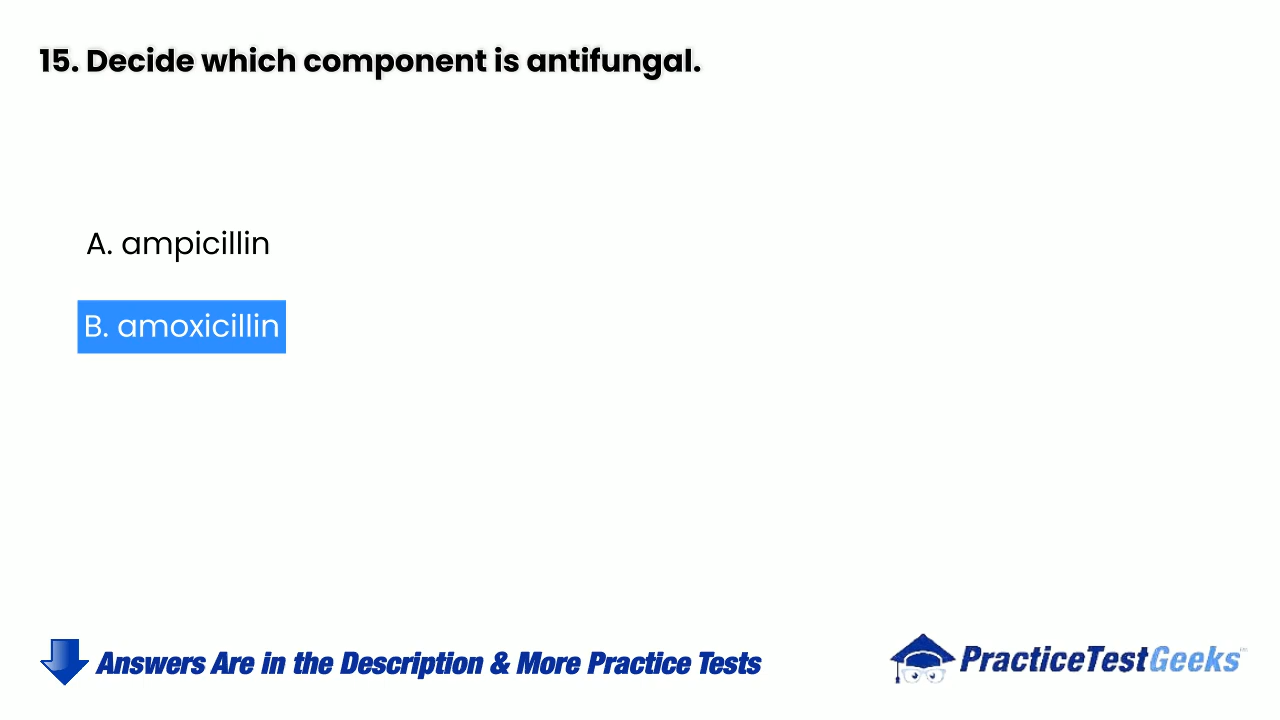 15. Decide which component is antifungal.
A. ampicillin
B. amoxicillin
Answers Are in the Description & More Practice Tests
PracticeTestGeeks